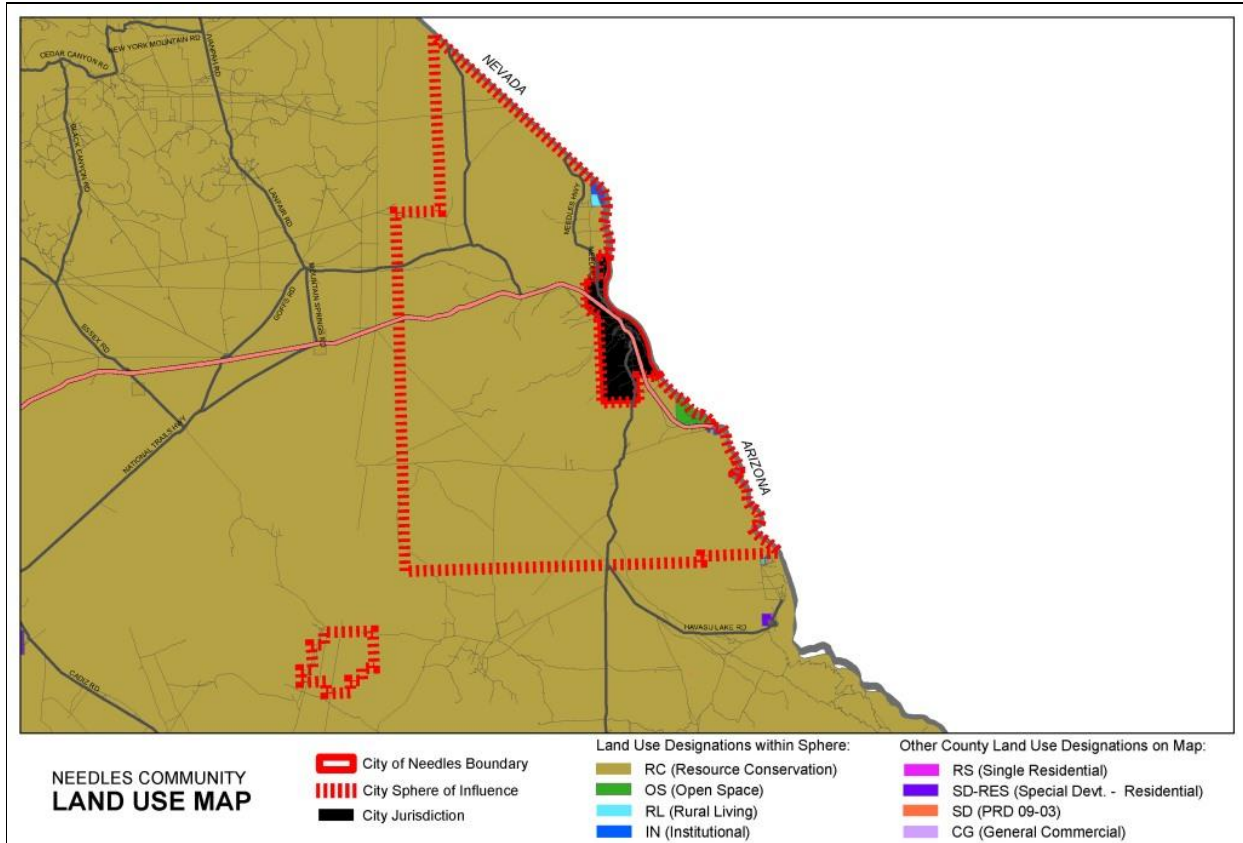 NEVADA
CEDAR CANYON RD
NEW YORK MOUNTAIN RD
IVANPAH RD
BLACK CANYON RD
LANFAIR RD
NEEDLES HWY
MOUNTAIN SPRINGS RD
GOFFS RD
ESSEX RD
NATIONAL TRAILS HWY
ARIZONA
HAVASU LAKE RD
CADIZ RD
NEEDLES COMMUNITY
LAND USE MAP
City of Needles Boundary
City Sphere of Influence
City Jurisdiction
Land Use Designations within Sphere:
RC (Resource Conservation)
OS (Open Space)
RL (Rural Living)
IN (Institutional)
Other County Land Use Designations on Map:
RS (Single Residential)
SD-RES (Special Devt. - Residential)
SD (PRD 09-03)
CG (General Commercial)